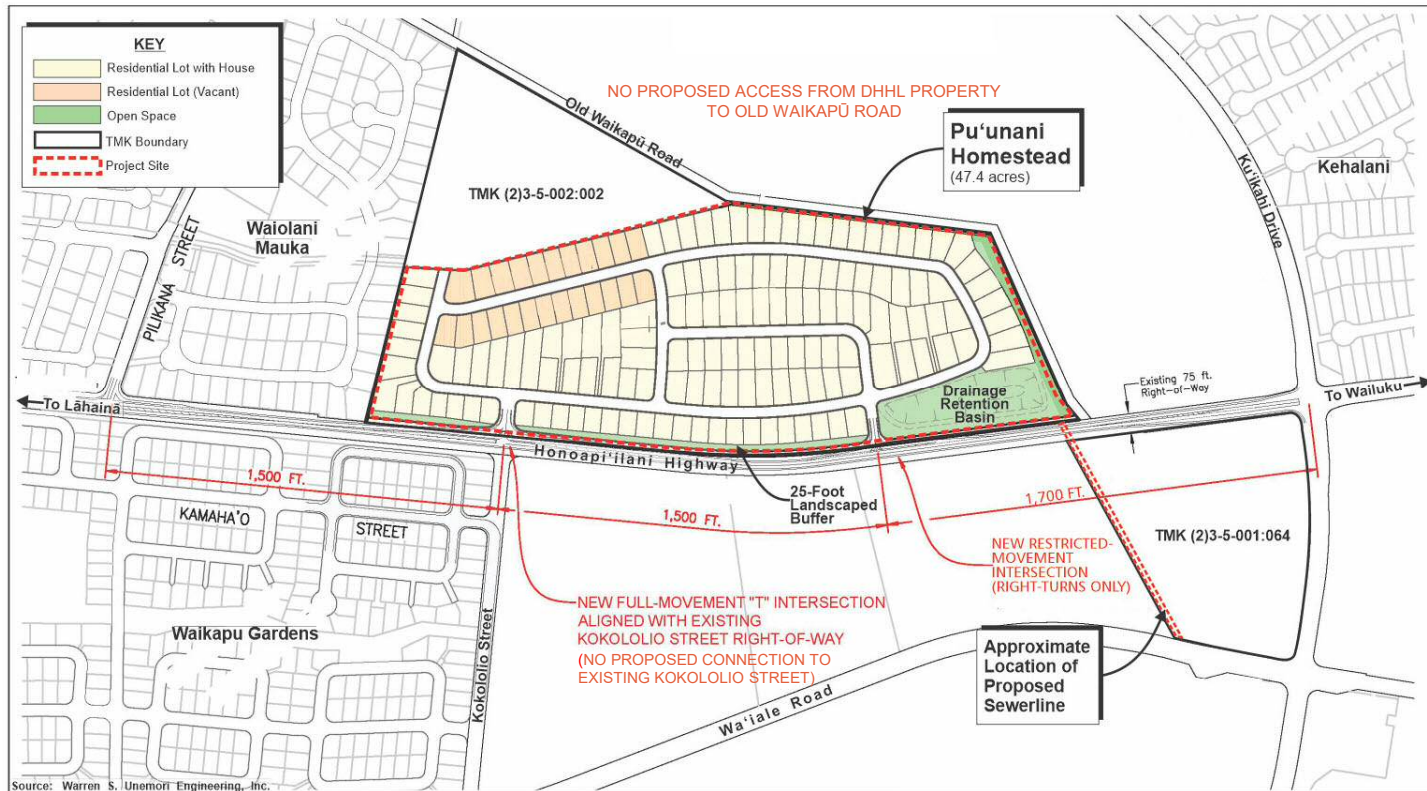 KEY
Residential Lot with House
Residential Lot (Vacant)
Open Space
TMK Boundary
Project Site
NO PROPOSED ACCESS FROM DHHL PROPERTY
TO OLD WAIKAPŪ ROAD
Old Waikapū Road
Pu‘unani
Homestead
(47.4 acres)
Ku‘ikahi Drive
Kehalani
TMK (2)3-5-002:002
Waiolani
Mauka
PILIKANA STREET
Existing 75 ft.
Right-of-Way
To Lāhainā
To Wailuku
Drainage
Retention
Basin
Honoapi‘ilani Highway
1,500 FT.
25-Foot
Landscaped
Buffer
1,500 FT.
1,700 FT.
KAMAHA'O
STREET
NEW RESTRICTED-
MOVEMENT
INTERSECTION
(RIGHT-TURNS ONLY)
TMK (2)3-5-001:064
NEW FULL-MOVEMENT "T" INTERSECTION
ALIGNED WITH EXISTING
KOKOLOLIO STREET RIGHT-OF-WAY
(NO PROPOSED CONNECTION TO
EXISTING KOKOLOLIO STREET)
Waikapu Gardens
Kokololio Street
Wa‘iale Road
Approximate
Location of
Proposed
Sewerline
Source: Warren S. Unemori Engineering, Inc.